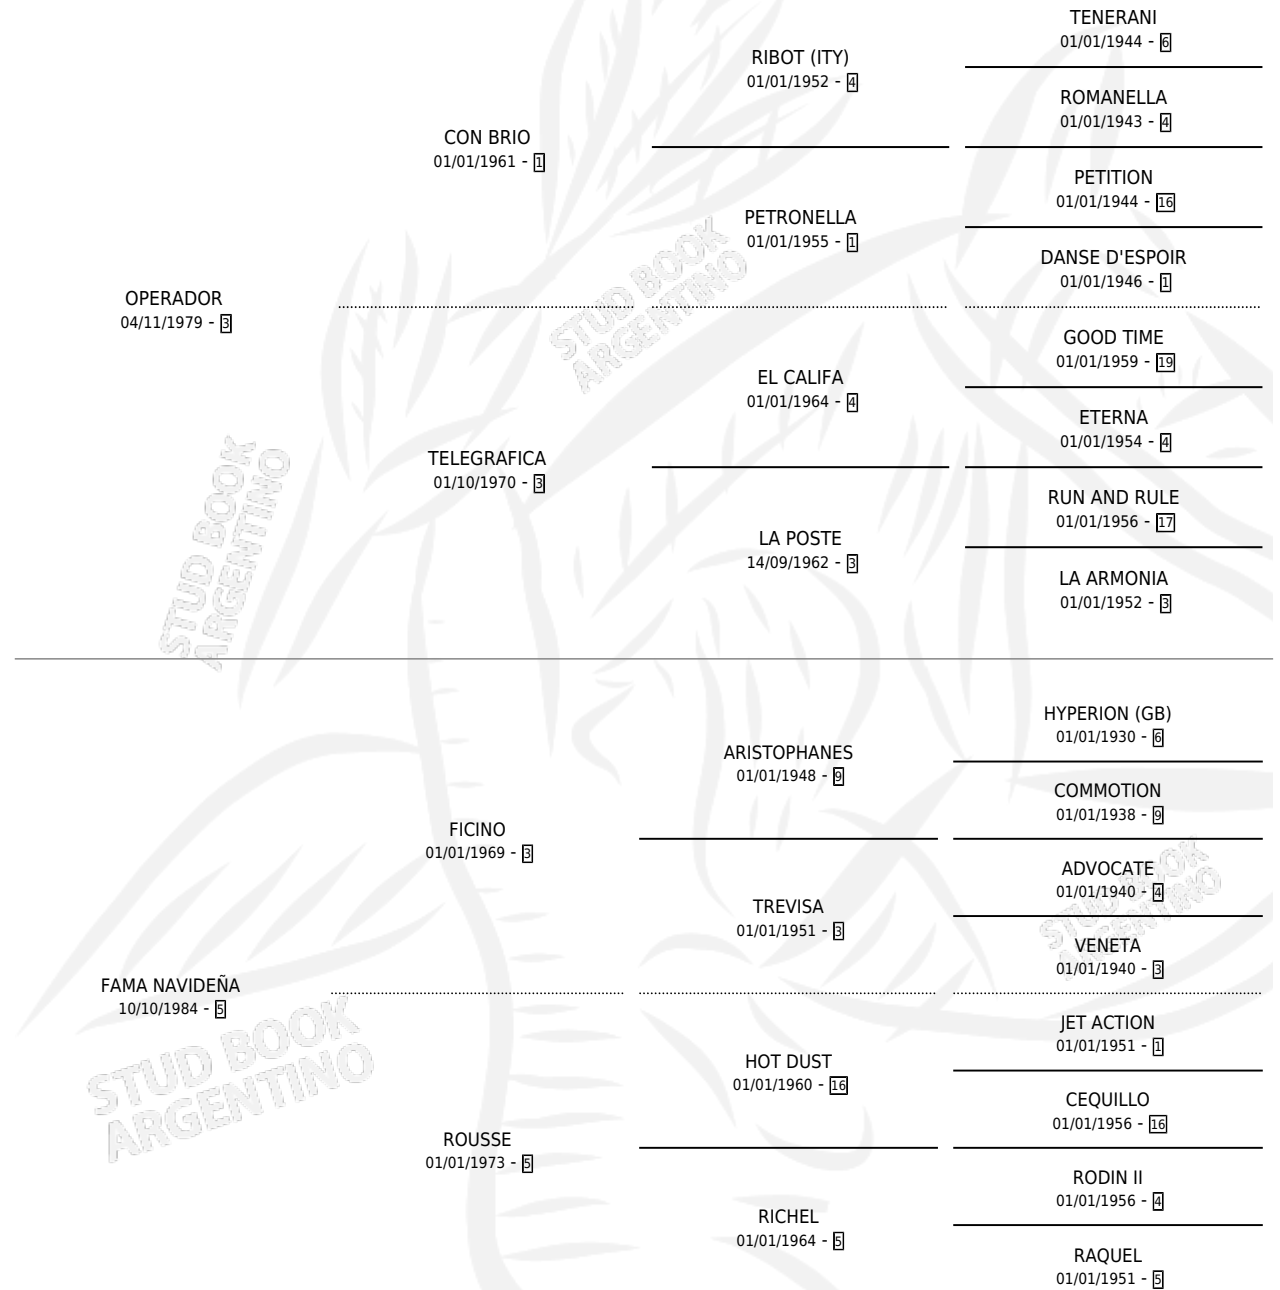 TENERANI
01/01/1944 - 6
RIBOT (ITY)
01/01/1952 - 4
ROMANELLA
01/01/1943 - 4
CON BRIO
01/01/1961 - 1
PETITION
01/01/1944 - 16
PETRONELLA
01/01/1955 - 1
DANSE D'ESPOIR
01/01/1946 - 1
OPERADOR
04/11/1979 - 3
GOOD TIME
01/01/1959 - 19
EL CALIFA
01/01/1964 - 4
ETERNA
01/01/1954 - 4
TELEGRAFICA
01/10/1970 - 3
RUN AND RULE
01/01/1956 - 17
LA POSTE
14/09/1962 - 3
LA ARMONIA
01/01/1952 - 3
HYPERION (GB)
01/01/1930 - 6
ARISTOPHANES
01/01/1948 - 9
COMMOTION
01/01/1938 - 9
FICINO
01/01/1969 - 3
ADVOCATE
01/01/1940 - 4
TREVISA
01/01/1951 - 3
VENETA
01/01/1940 - 3
FAMA NAVIDEÑA
10/10/1984 - 5
JET ACTION
01/01/1951 - 1
HOT DUST
01/01/1960 - 16
CEQUILLO
01/01/1956 - 16
ROUSSE
01/01/1973 - 5
RODIN II
01/01/1956 - 4
RICHEL
01/01/1964 - 5
RAQUEL
01/01/1951 - 5
STUD BOOK
ARGENTINO
STUD BOOK
ARGENTINO
STUD BOOK
ARGENTINO
STUD BOOK
ARGENTINO